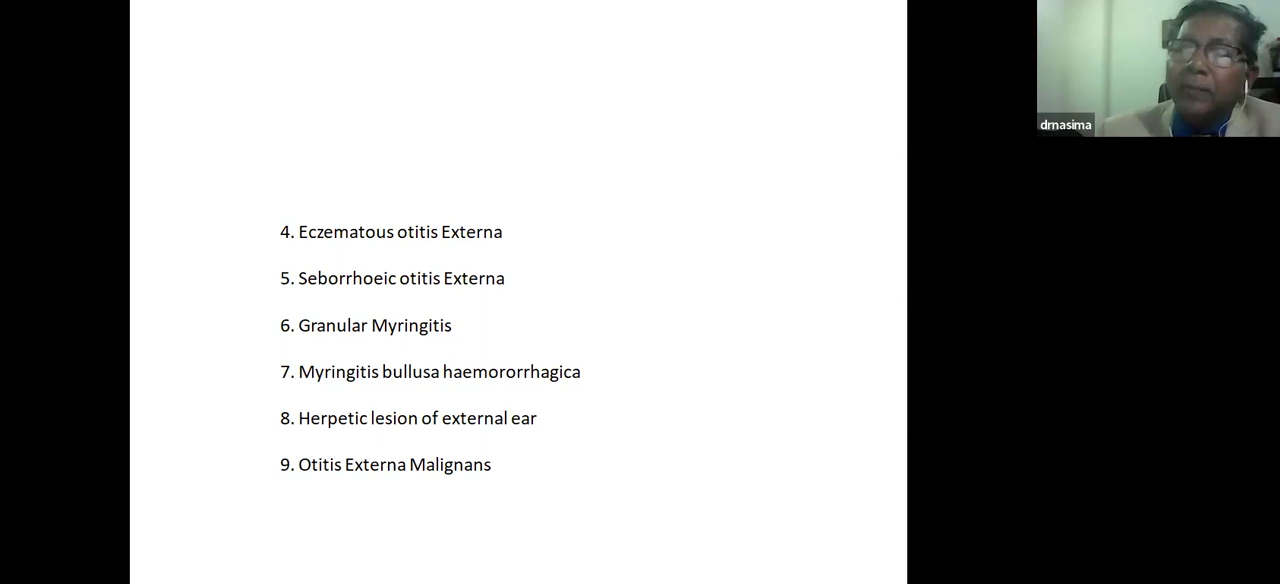 drnasima
4. Eczematous otitis Externa
5. Seborrhoeic otitis Externa
6. Granular Myringitis
7. Myringitis bullusa haemororrhagica
8. Herpetic lesion of external ear
9. Otitis Externa Malignans